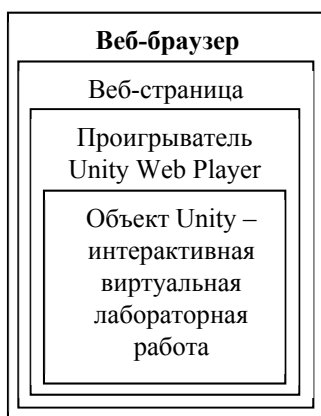 Веб-браузер
Веб-страница
Проигрыватель
Unity Web Player
Объект Unity –
интерактивная
виртуальная
лабораторная
работа